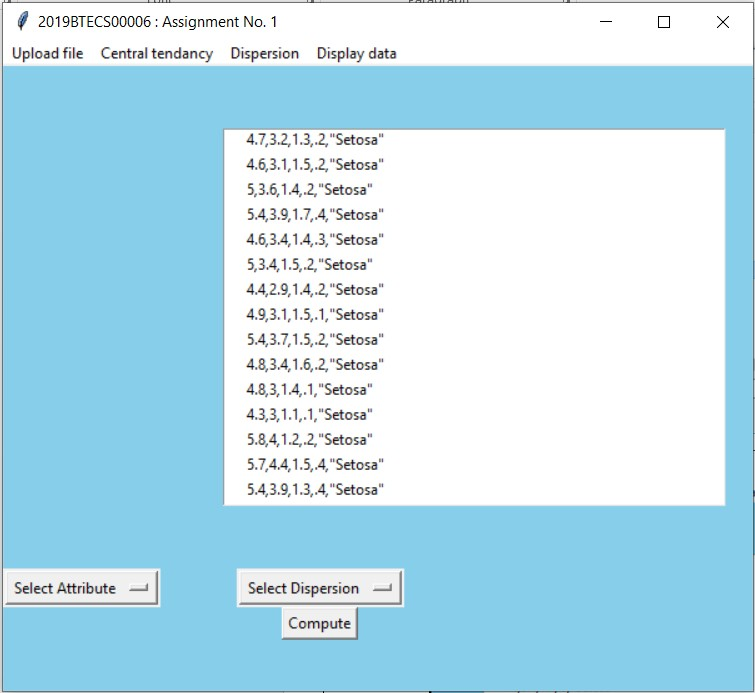 2019BTECS00006 : Assignment No. 1
Upload file Central tendancy Dispersion Display data
4.7,3.2,1.3,.2,"Setosa"
4.6,3.1,1.5,.2,"Setosa"
5,3.6,1.4,.2,"Setosa"
5.4,3.9,1.7,.4,"Setosa"
4.6,3.4,1.4,.3,"Setosa"
5,3.4,1.5,.2,"Setosa"
4.4,2.9,1.4,.2,"Setosa"
4.9,3.1,1.5,.1,"Setosa"
5.4,3.7,1.5,.2,"Setosa"
4.8,3.4,1.6,.2,"Setosa"
4.8,3,1.4,.1,"Setosa"
4.3,3,1.1,.1,"Setosa"
5.8,4,1.2,.2,"Setosa"
5.7,4.4,1.5,.4,"Setosa"
5.4,3.9,1.3,.4,"Setosa"
Select Attribute Select Dispersion
Compute